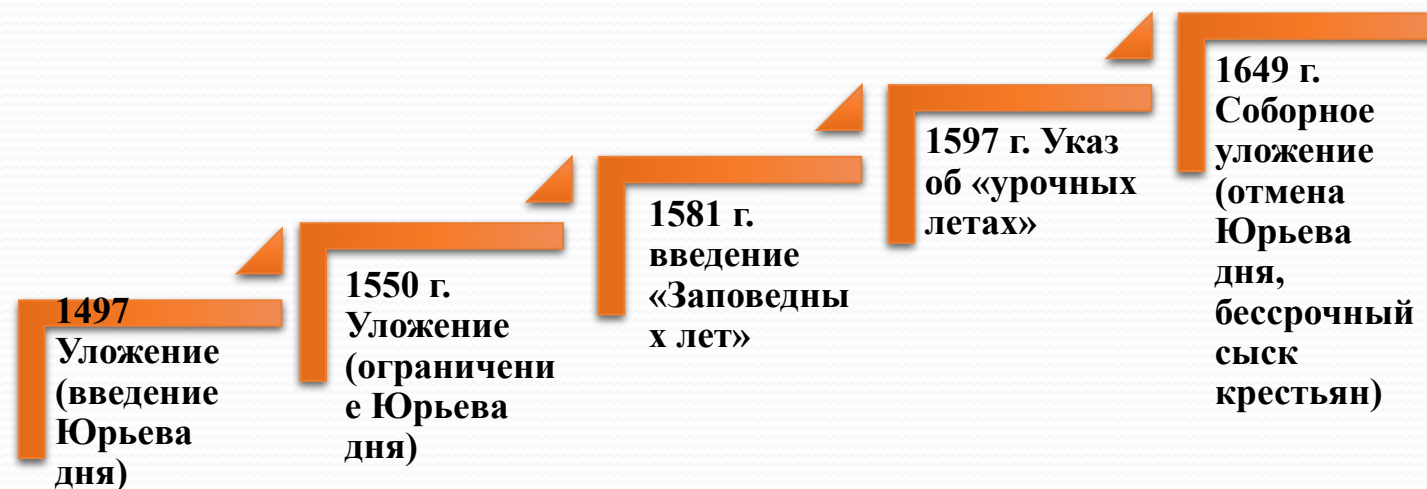 1497
Уложение
(введение
Юрьева
дня)
1550 г.
Уложение
(ограничени
е Юрьева
дня)
1581 г.
введение
«Заповедны
х лет»
1597 г. Указ
об «урочных
летах»
1649 г.
Соборное
уложение
(отмена
Юрьева
дня,
бессрочный
сыск
крестьян)